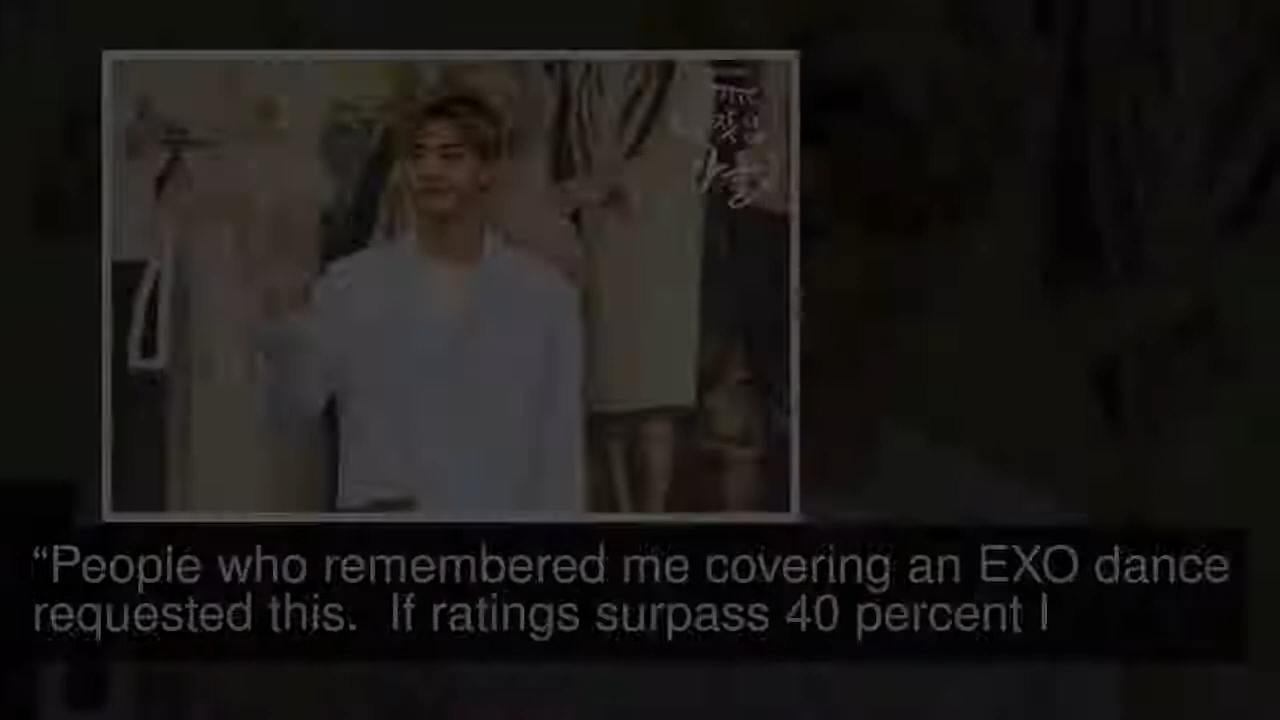 “People who remembered me covering an EXO dance
requested this.  If ratings surpass 40 percent I